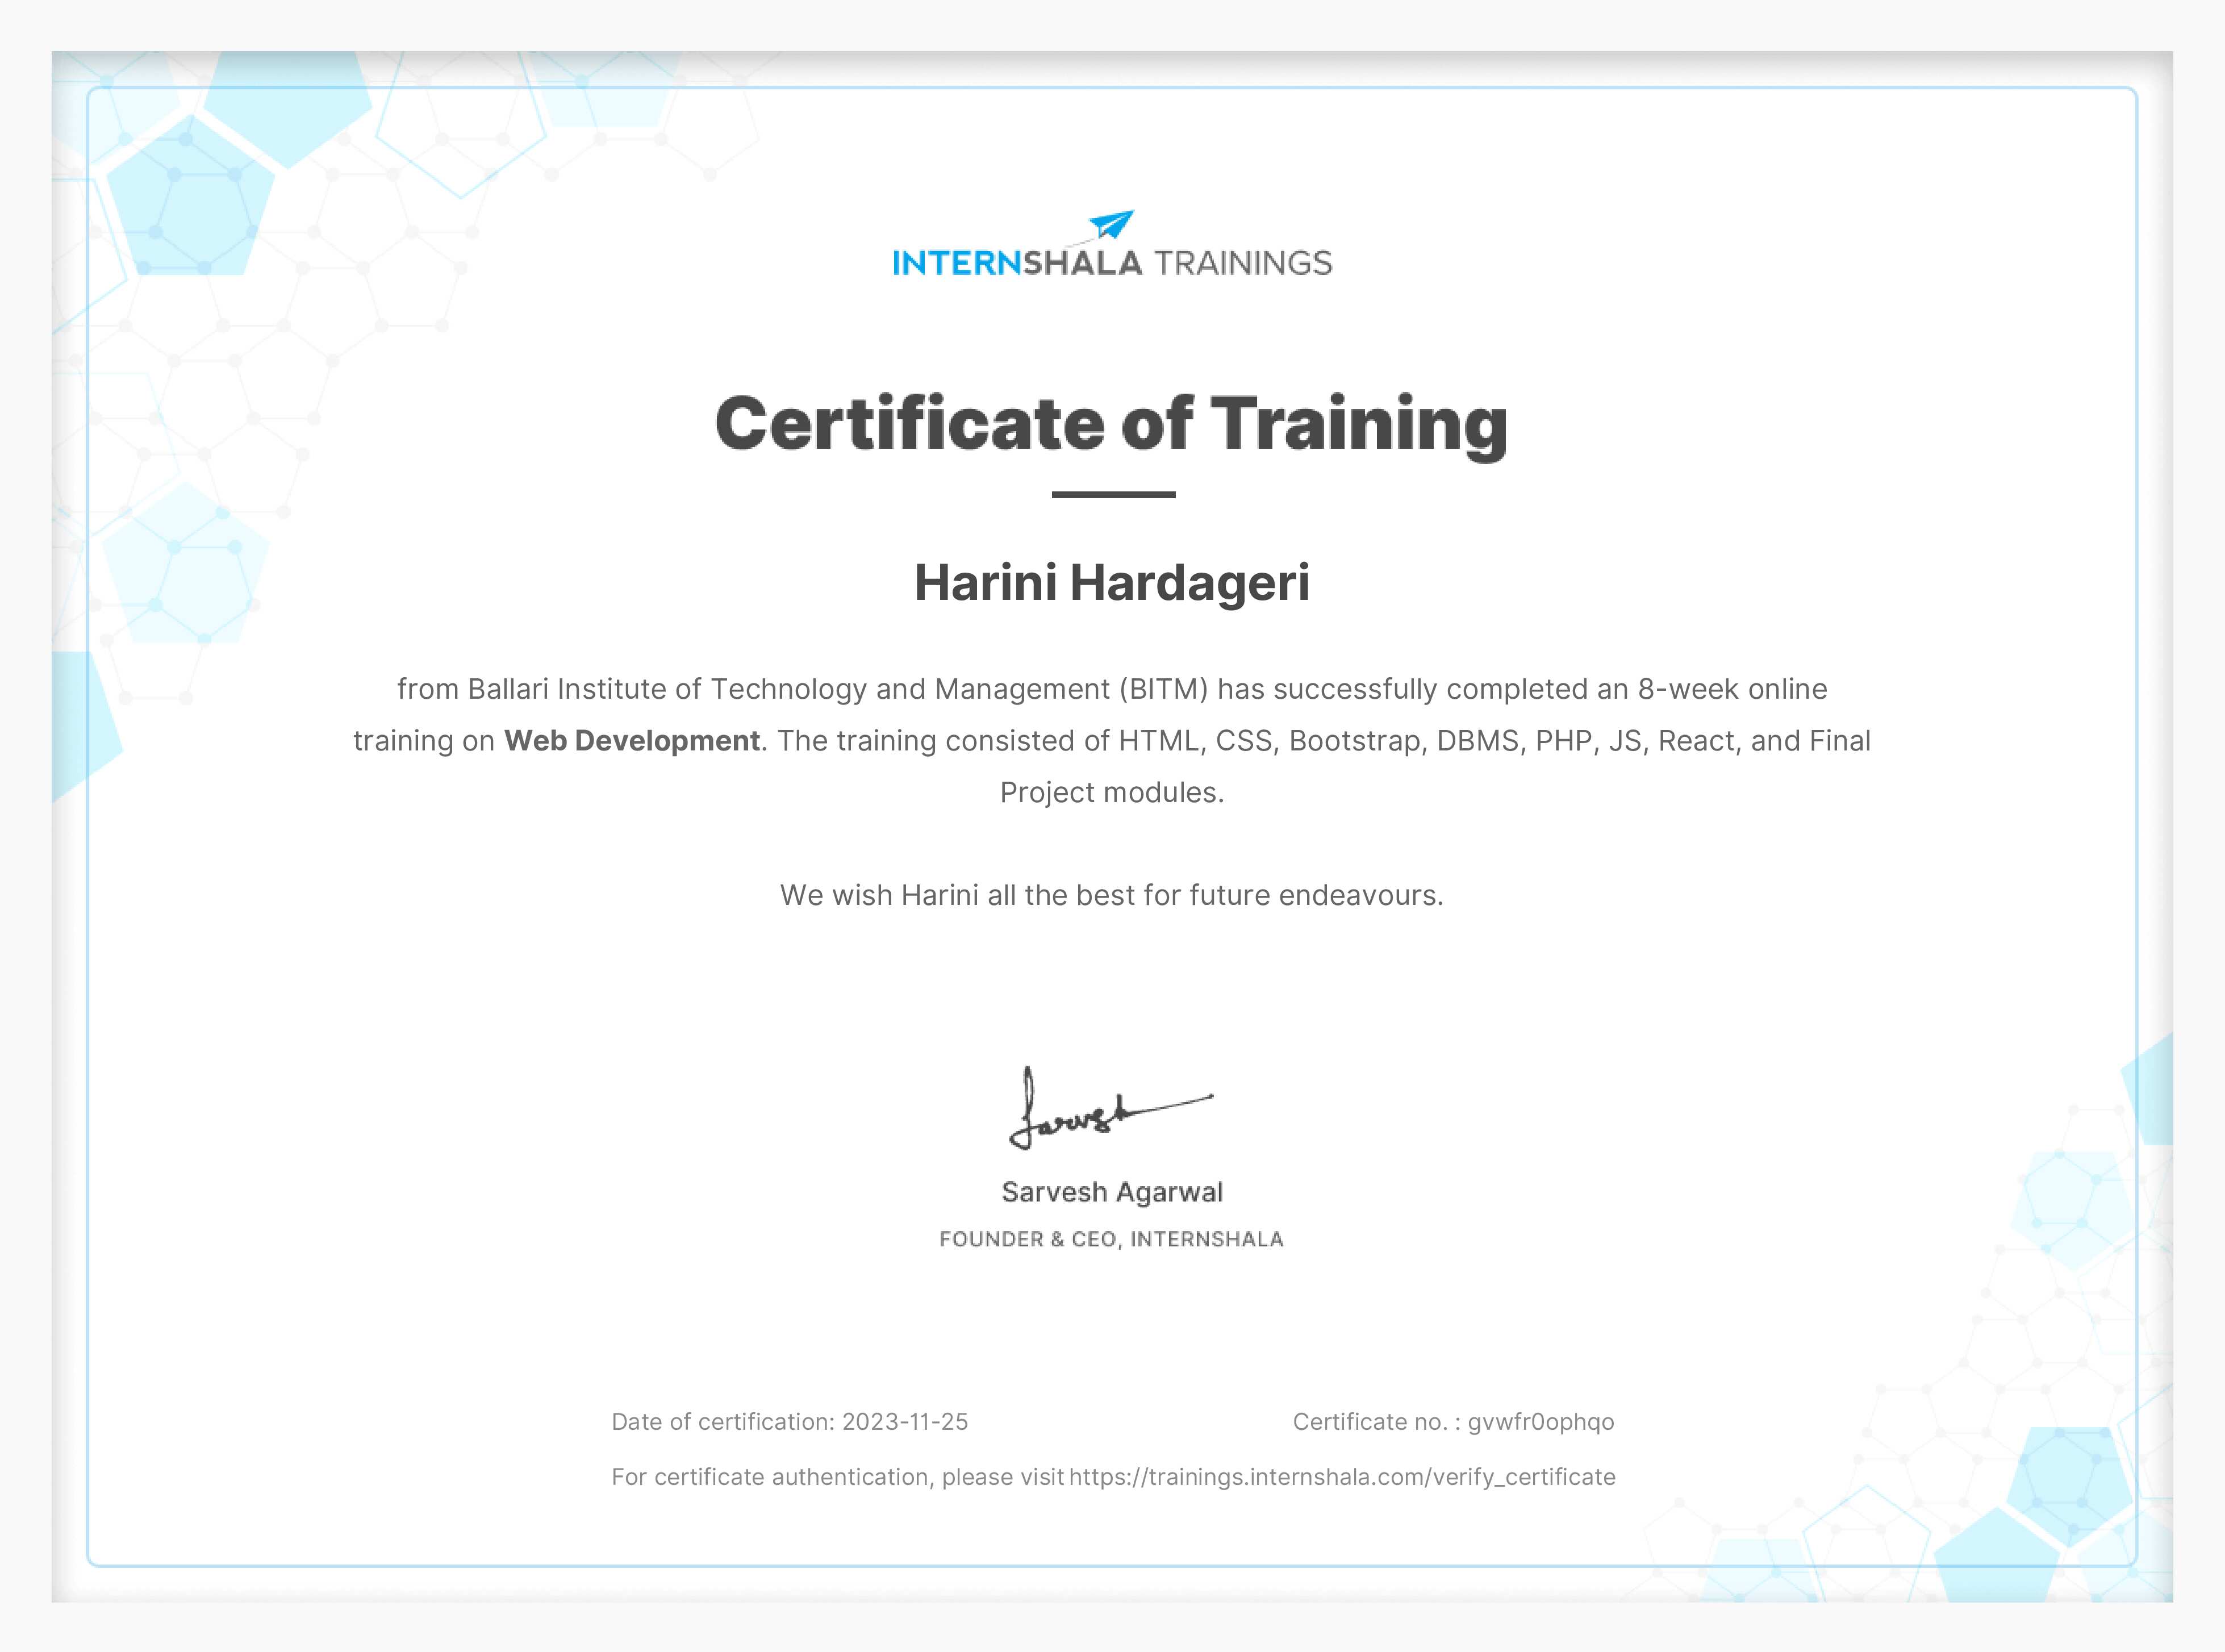 INTERNSHALA TRAININGS
Certificate of Training
Harini Hardageri
from Ballari Institute of Technology and Management (BITM) has successfully completed an 8-week online
training on Web Development. The training consisted of HTML, CSS, Bootstrap, DBMS, PHP, JS, React, and Final
Project modules.
We wish Harini all the best for future endeavours.
Sarvesh
Sarvesh Agarwal
FOUNDER & CEO, INTERNSHALA
Date of certification: 2023-11-25 Certificate no. : gvwfr0ophqo
For certificate authentication, please visit https://trainings.internshala.com/verify_certificate